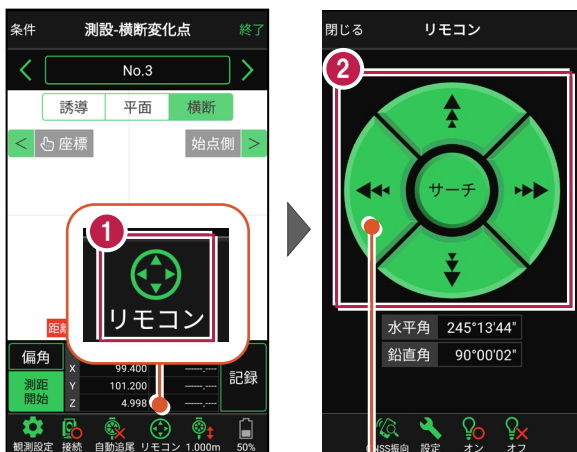 条件 測設-横断変化点 終了
< No.3 >
誘導 平面 横断
< 座標 始点側 >
1
リモコン
偏角
測距
開始
X 99.400 ------.---
Y 101.200 ------.---
Z 4.998 ------.---
記録
観測設定 接続 自動追尾 リモコン 1.000m 50%
閉じる リモコン
2
サーチ
水平角 245°13'44"
鉛直角 90°00'02"
設定 オン オフ